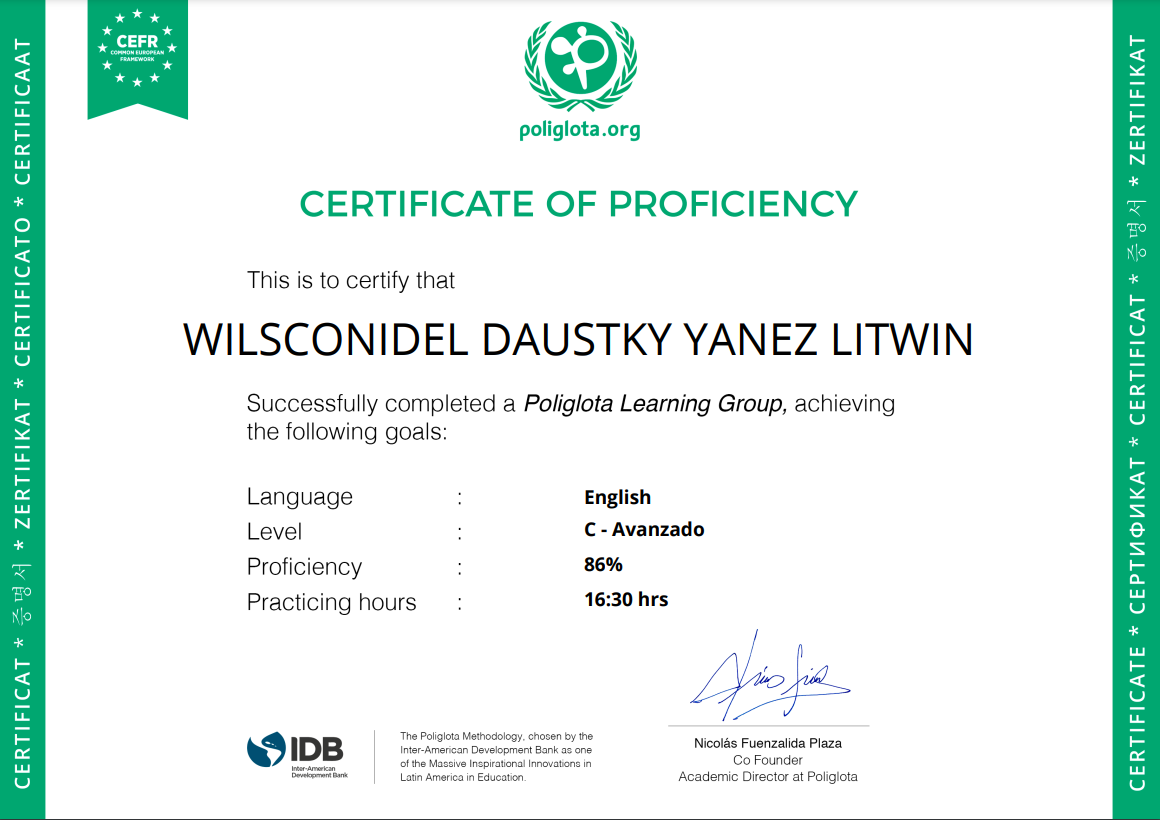 CEFR
COMMON EUROPEAN
FRAMEWORK
poliglota.org
CERTIFICATE OF PROFICIENCY
This is to certify that
WILSCONIDEL DAUSTKY YANEZ LITWIN
Successfully completed a Poliglota Learning Group, achieving
the following goals:
Language : English
Level : C - Avanzado
Proficiency : 86%
Practicing hours : 16:30 hrs
IDB
Inter-American
Development Bank
The Poliglota Methodology, chosen by the
Inter-American Development Bank as one
of the Massive Inspirational Innovations in
Latin America in Education.
Nicolás Fuenzalida Plaza
Co Founder
Academic Director at Poliglota
CERTIFICAT * 증명서 * ZERTIFIKAT * CERTIFICATO * CERTIFICAAT
CERTIFICATE * СЕРТИФИКАТ * CERTIFICAT * 증명서 * ZERTIFIKAT